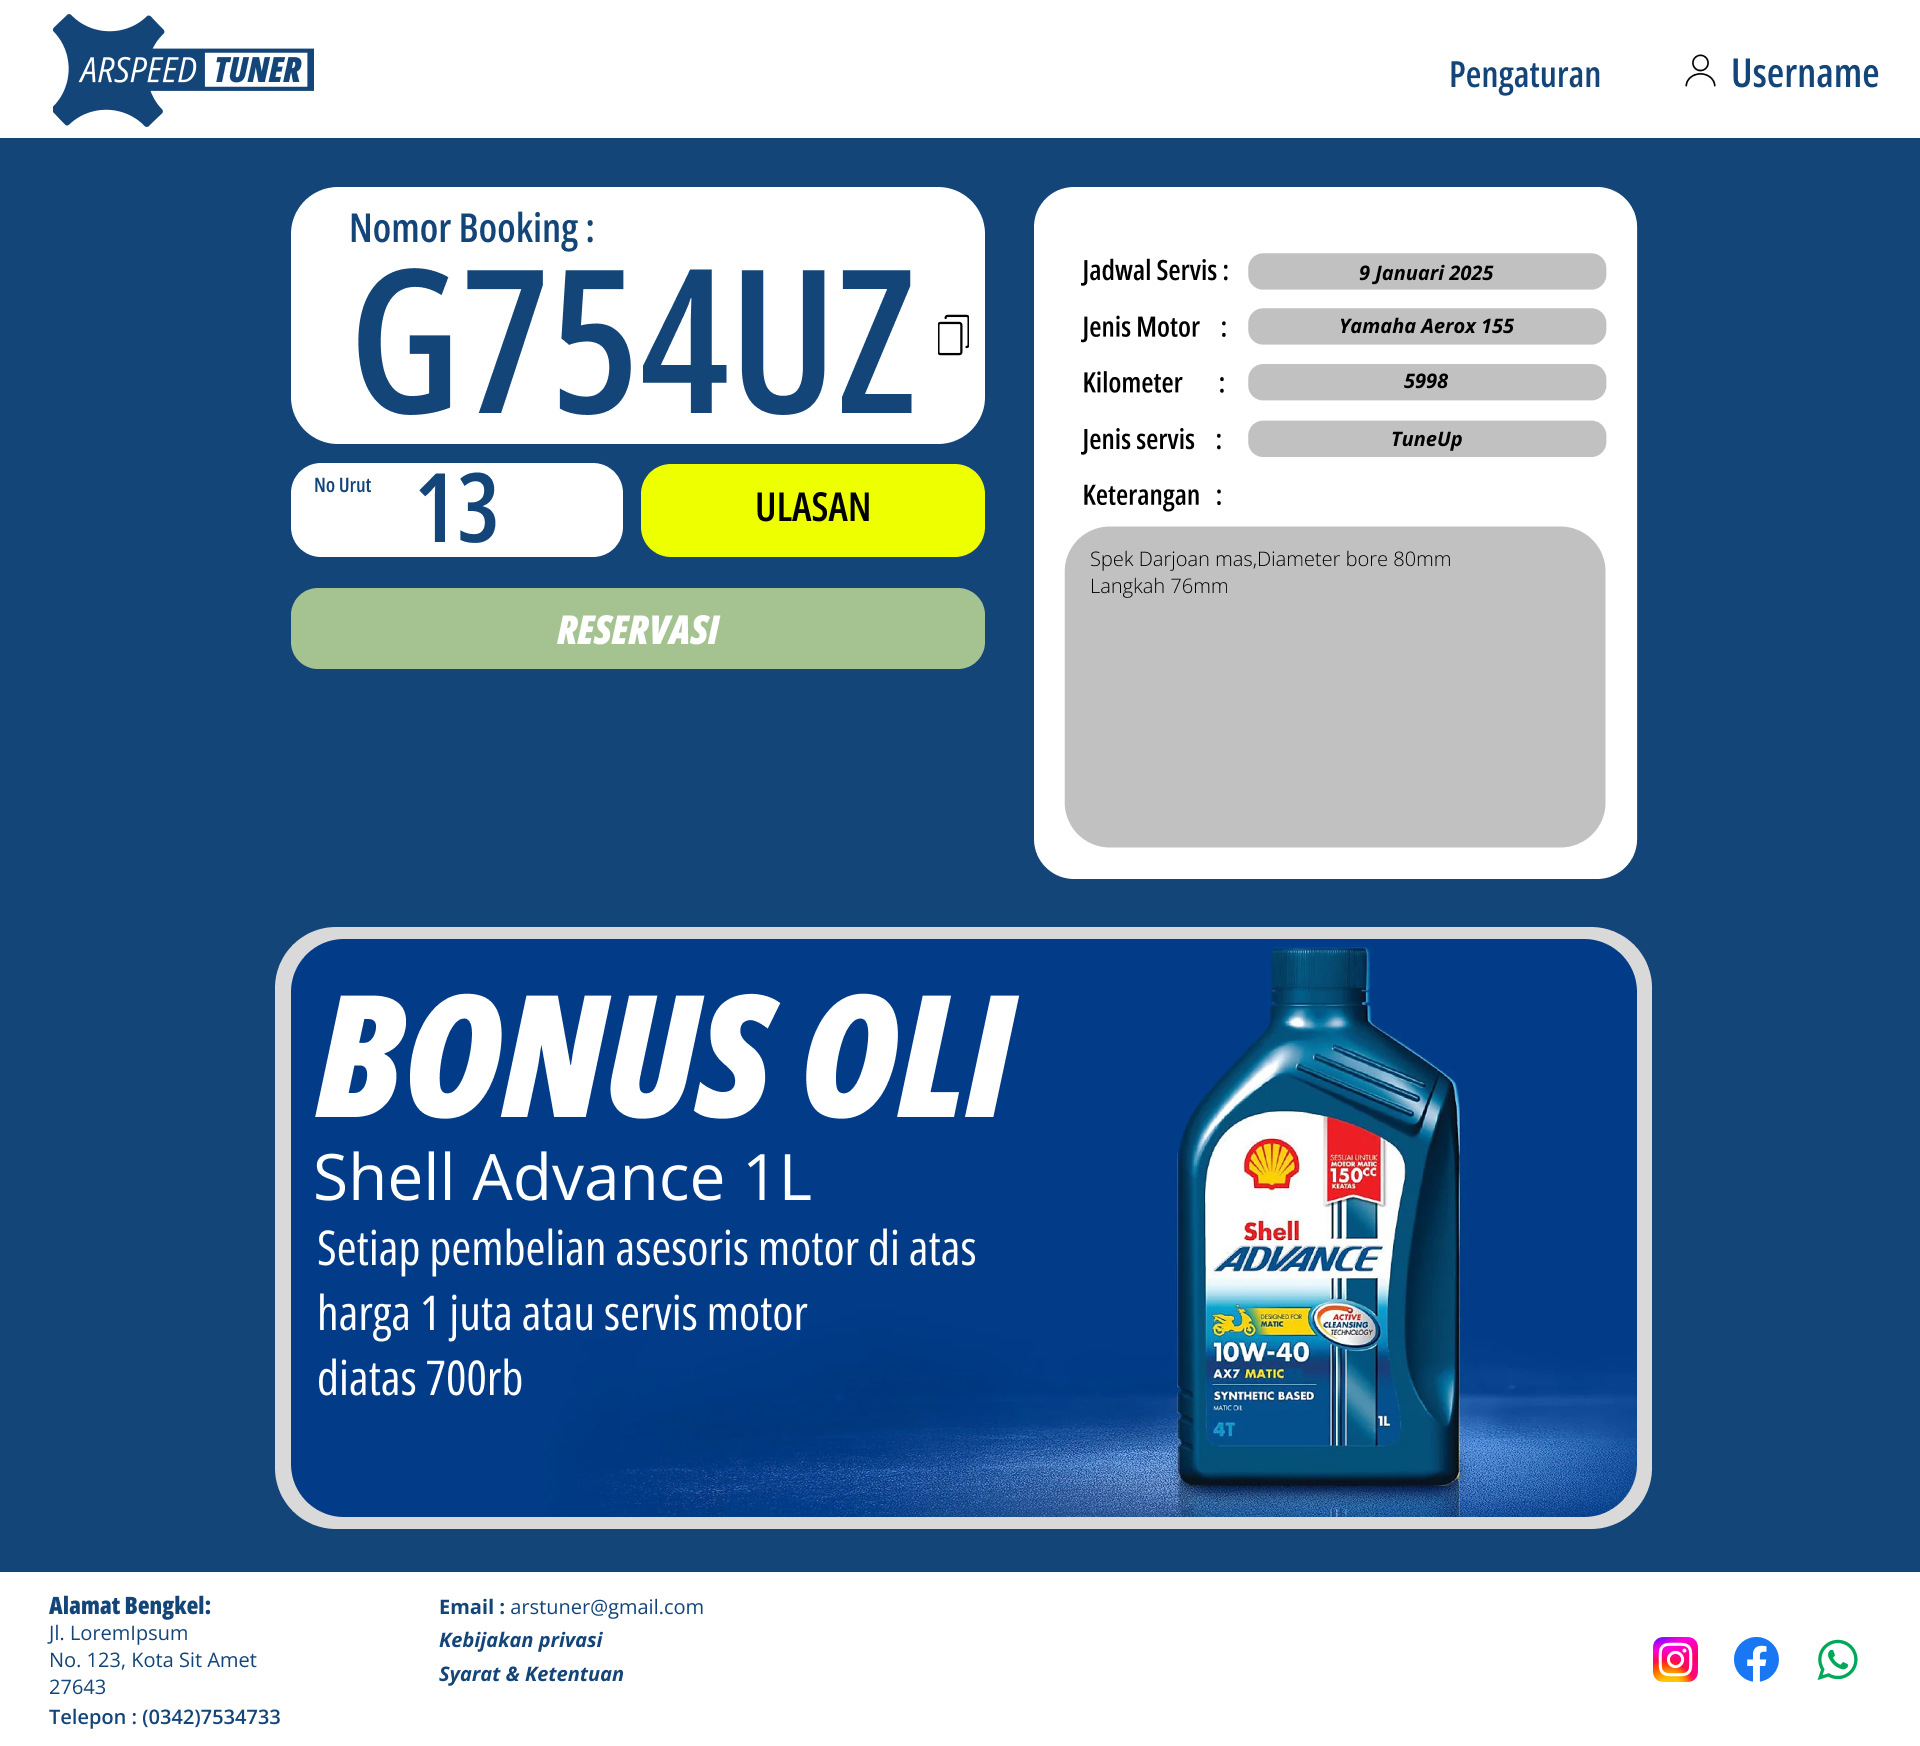 ARSPEED TUNER
Pengaturan
Username
Nomor Booking :
G754UZ
No Urut 13
ULASAN
RESERVASI
Jadwal Servis : 9 Januari 2025
Jenis Motor : Yamaha Aerox 155
Kilometer : 5998
Jenis servis : TuneUp
Keterangan :
Spek Darjoan mas,Diameter bore 80mm
Langkah 76mm
BONUS OLI
Shell Advance 1L
Setiap pembelian asesoris motor di atas
harga 1 juta atau servis motor
diatas 700rb
SESUAI UNTUK
MOTOR MATIC
150CC
KEATAS
Shell
ADVANCE
DESIGNED FOR
MATIC
ACTIVE
CLEANSING
TECHNOLOGY
10W-40
AX7 MATIC
SYNTHETIC BASED
MATIC OIL
4T
1L
Alamat Bengkel:
Jl. LoremIpsum
No. 123, Kota Sit Amet
27643
Telepon : (0342)7534733
Email : arstuner@gmail.com
Kebijakan privasi
Syarat & Ketentuan